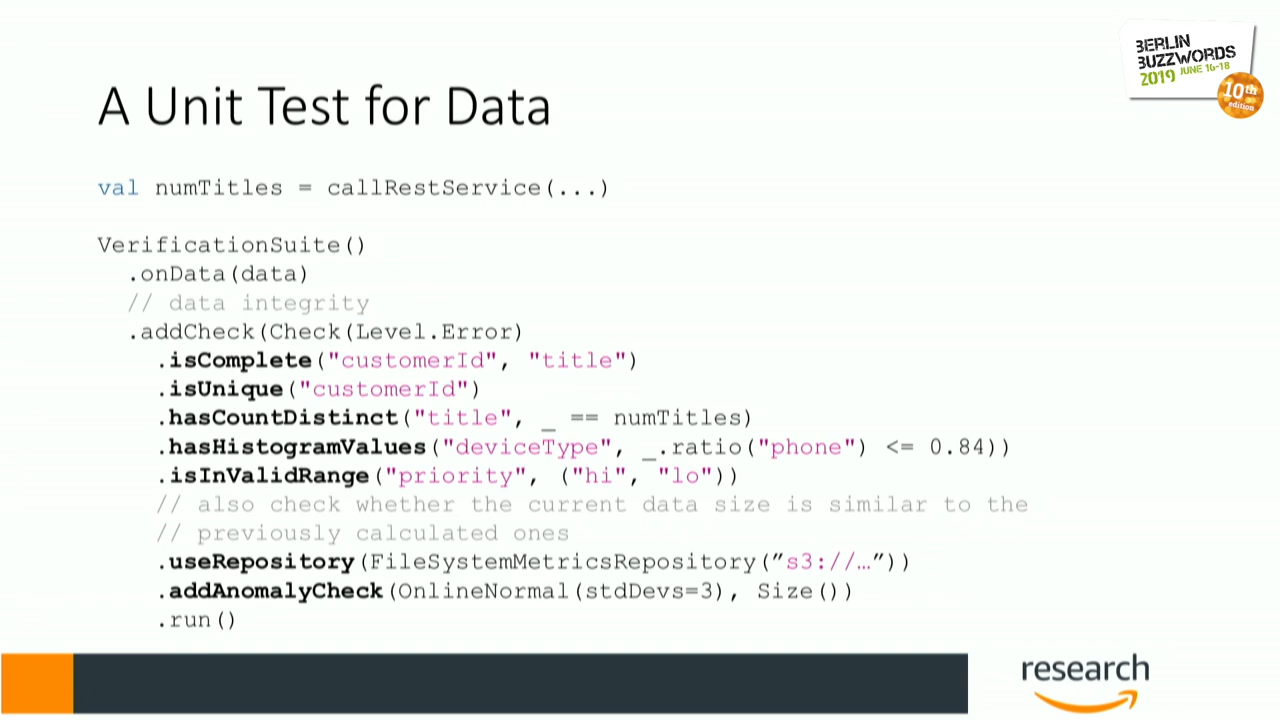 BERLIN
BUZZWORDS
2019 JUNE 16-18
10th
edition
A Unit Test for Data
val numTitles = callRestService(...)
VerificationSuite()
.onData(data)
// data integrity
.addCheck(Check(Level.Error)
.isComplete("customerId", "title")
.isUnique("customerId")
.hasCountDistinct("title", _ == numTitles)
.hasHistogramValues("deviceType", _.ratio("phone") <= 0.84))
.isInValidRange("priority", ("hi", "lo"))
// also check whether the current data size is similar to the
// previously calculated ones
.useRepository(FileSystemMetricsRepository(”s3://…”))
.addAnomalyCheck(OnlineNormal(stdDevs=3), Size())
.run()
research